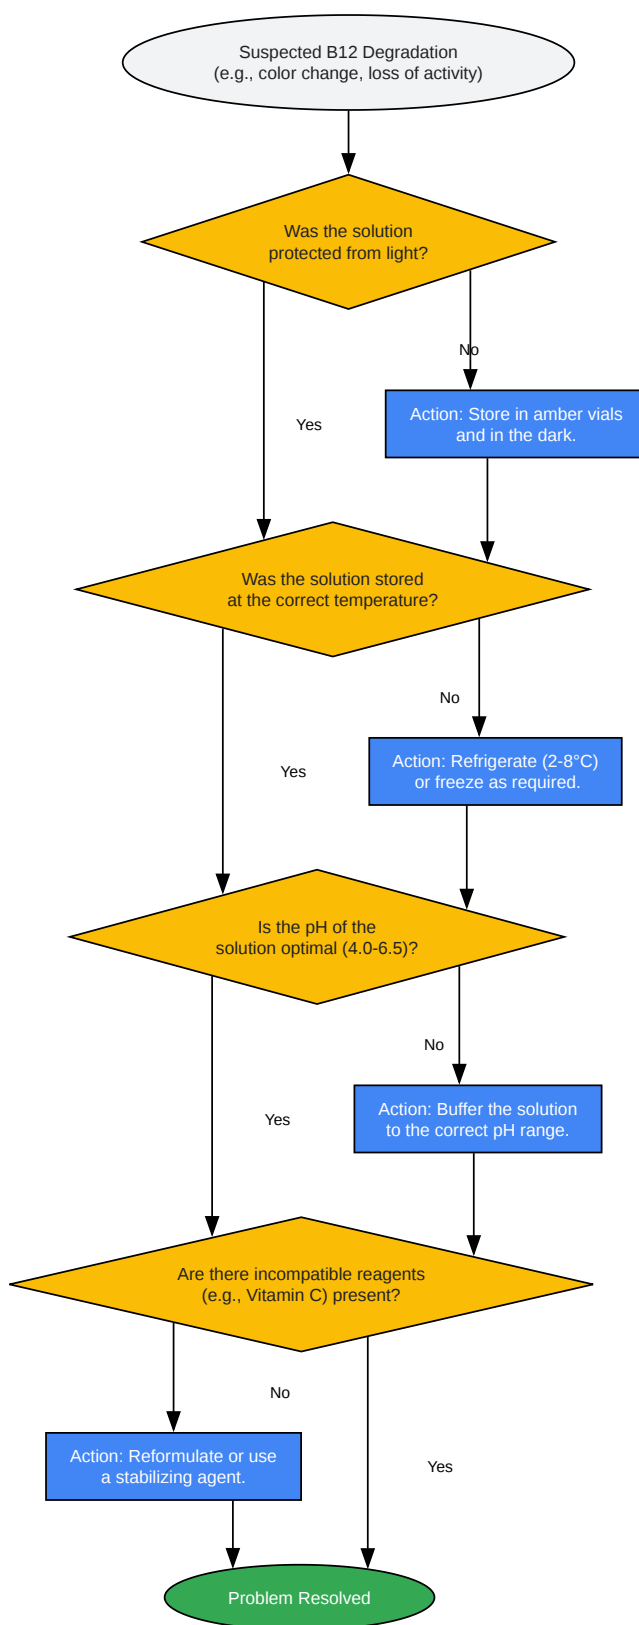 Suspected B12 Degradation
(e.g., color change, loss of activity)
Was the solution
protected from light?
No
Action: Store in amber vials
and in the dark.
Yes
Was the solution stored
at the correct temperature?
No
Action: Refrigerate (2-8°C)
or freeze as required.
Yes
Is the pH of the
solution optimal (4.0-6.5)?
No
Action: Buffer the solution
to the correct pH range.
Yes
Are there incompatible reagents
(e.g., Vitamin C) present?
No
Action: Reformulate or use
a stabilizing agent.
Yes
Problem Resolved